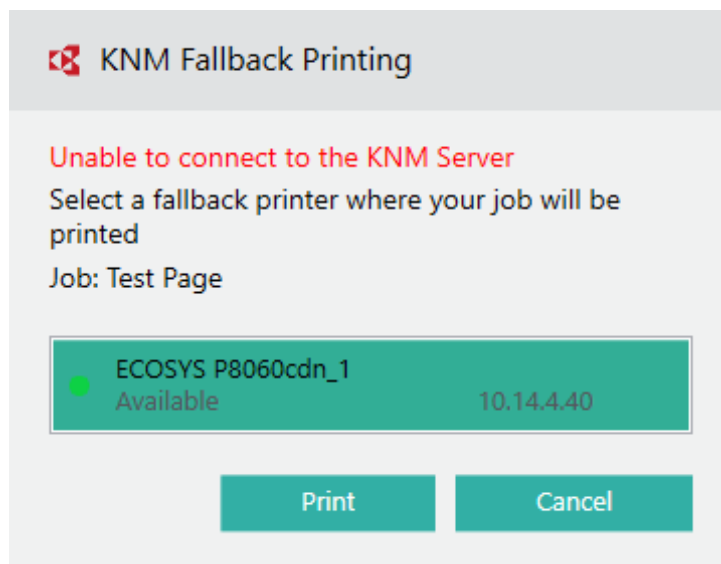 KNM Fallback Printing
Unable to connect to the KNM Server
Select a fallback printer where your job will be
printed
Job: Test Page
ECOSYS P8060cdn_1
Available 10.14.4.40
Print Cancel